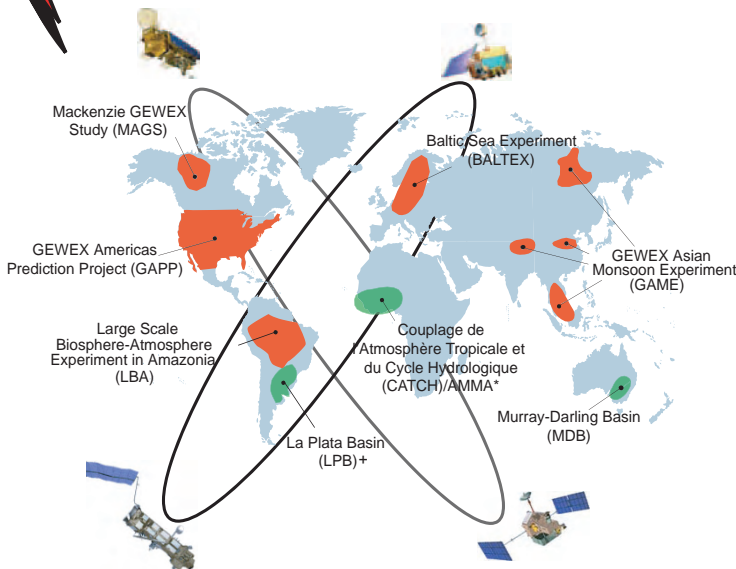 Mackenzie GEWEX
Study (MAGS)
Baltic Sea Experiment
(BALTEX)
GEWEX Americas
Prediction Project (GAPP)
GEWEX Asian
Monsoon Experiment
(GAME)
Large Scale
Biosphere-Atmosphere
Experiment in Amazonia
(LBA)
Couplage de
l'Atmosphère Tropicale et
du Cycle Hydrologique
(CATCH)/AMMA*
Murray-Darling Basin
(MDB)
La Plata Basin
(LPB)+